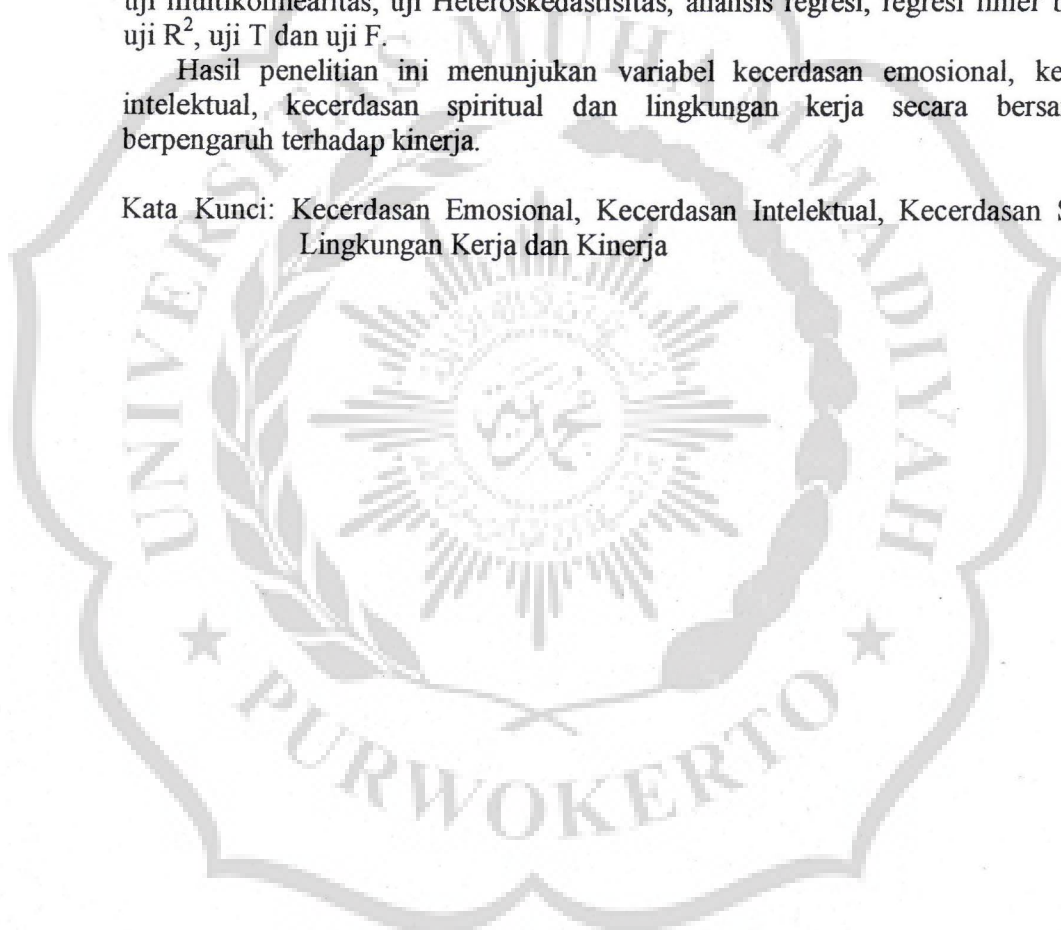 uji multikolinearitas, uji Heteroskedastisitas, analisis regresi, regresi linier
uji R², uji T dan uji F.
Hasil penelitian ini menunjukan variabel kecerdasan emosional,
intelektual, kecerdasan spiritual dan lingkungan kerja secara
berpengaruh terhadap kinerja.
Kata Kunci: Kecerdasan Emosional, Kecerdasan Intelektual, Kecerdasan
Lingkungan Kerja dan Kinerja
UNIVERSITAS MUHAMMADIYAH
PURWOKERTO